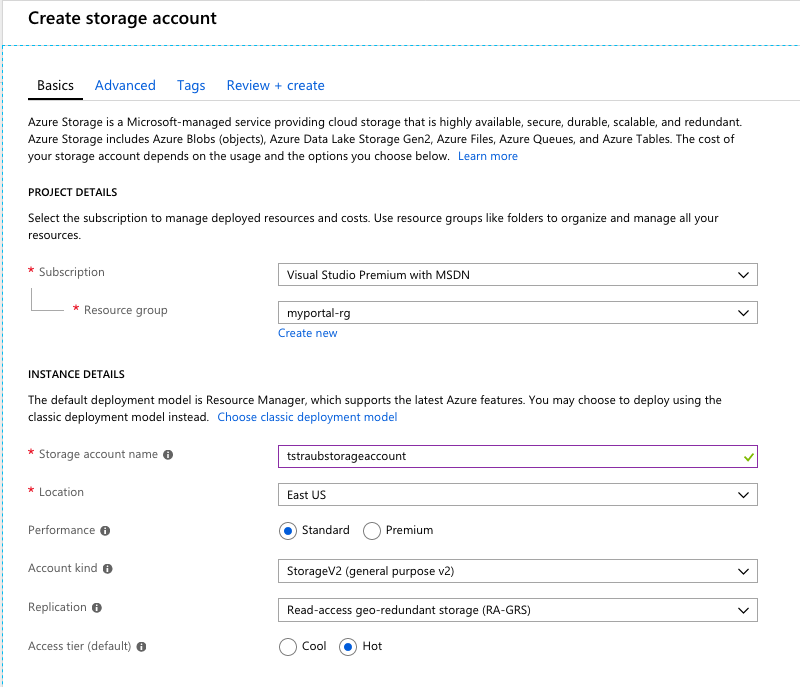 Create storage account
Basics Advanced Tags Review + create
Azure Storage is a Microsoft-managed service providing cloud storage that is highly available, secure, durable, scalable, and redundant.
Azure Storage includes Azure Blobs (objects), Azure Data Lake Storage Gen2, Azure Files, Azure Queues, and Azure Tables. The cost of
your storage account depends on the usage and the options you choose below. Learn more
PROJECT DETAILS
Select the subscription to manage deployed resources and costs. Use resource groups like folders to organize and manage all your
resources.
* Subscription Visual Studio Premium with MSDN
* Resource group myportal-rg
Create new
INSTANCE DETAILS
The default deployment model is Resource Manager, which supports the latest Azure features. You may choose to deploy using the
classic deployment model instead. Choose classic deployment model
* Storage account name tstraubstorageaccount
* Location East US
Performance Standard Premium
Account kind StorageV2 (general purpose v2)
Replication Read-access geo-redundant storage (RA-GRS)
Access tier (default) Cool Hot